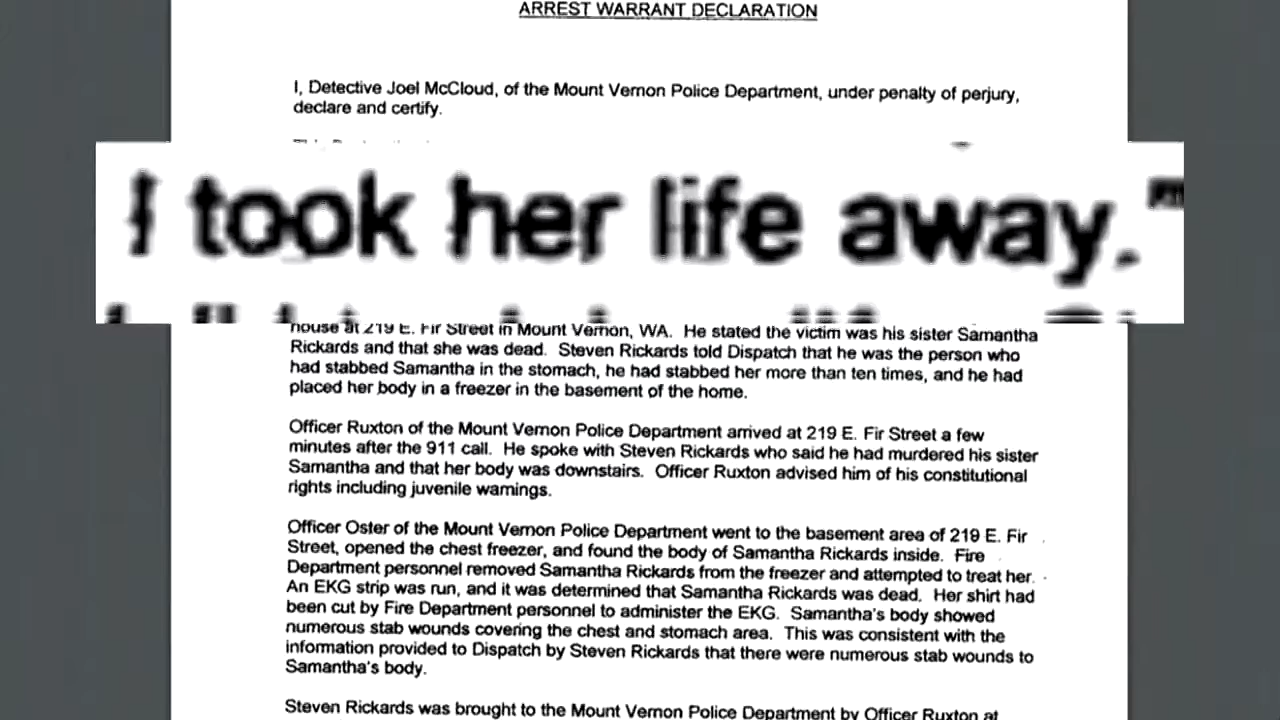 ARREST WARRANT DECLARATION
I, Detective Joel McCloud, of the Mount Vernon Police Department, under penalty of perjury,
declare and certify.
I took her life away."
house at 219 E. Fir Street in Mount Vernon, WA. He stated the victim was his sister Samantha
Rickards and that she was dead. Steven Rickards told Dispatch that he was the person who
had stabbed Samantha in the stomach, he had stabbed her more than ten times, and he had
placed her body in a freezer in the basement of the home.
Officer Ruxton of the Mount Vernon Police Department arrived at 219 E. Fir Street a few
minutes after the 911 call. He spoke with Steven Rickards who said he had murdered his sister
Samantha and that her body was downstairs. Officer Ruxton advised him of his constitutional
rights including juvenile warnings.
Officer Oster of the Mount Vernon Police Department went to the basement area of 219 E. Fir
Street, opened the chest freezer, and found the body of Samantha Rickards inside. Fire
Department personnel removed Samantha Rickards from the freezer and attempted to treat her.
An EKG strip was run, and it was determined that Samantha Rickards was dead. Her shirt had
been cut by Fire Department personnel to administer the EKG. Samantha's body showed
numerous stab wounds covering the chest and stomach area. This was consistent with the
information provided to Dispatch by Steven Rickards that there were numerous stab wounds to
Samantha's body.
Steven Rickards was brought to the Mount Vernon Police Department by Officer Ruxton at